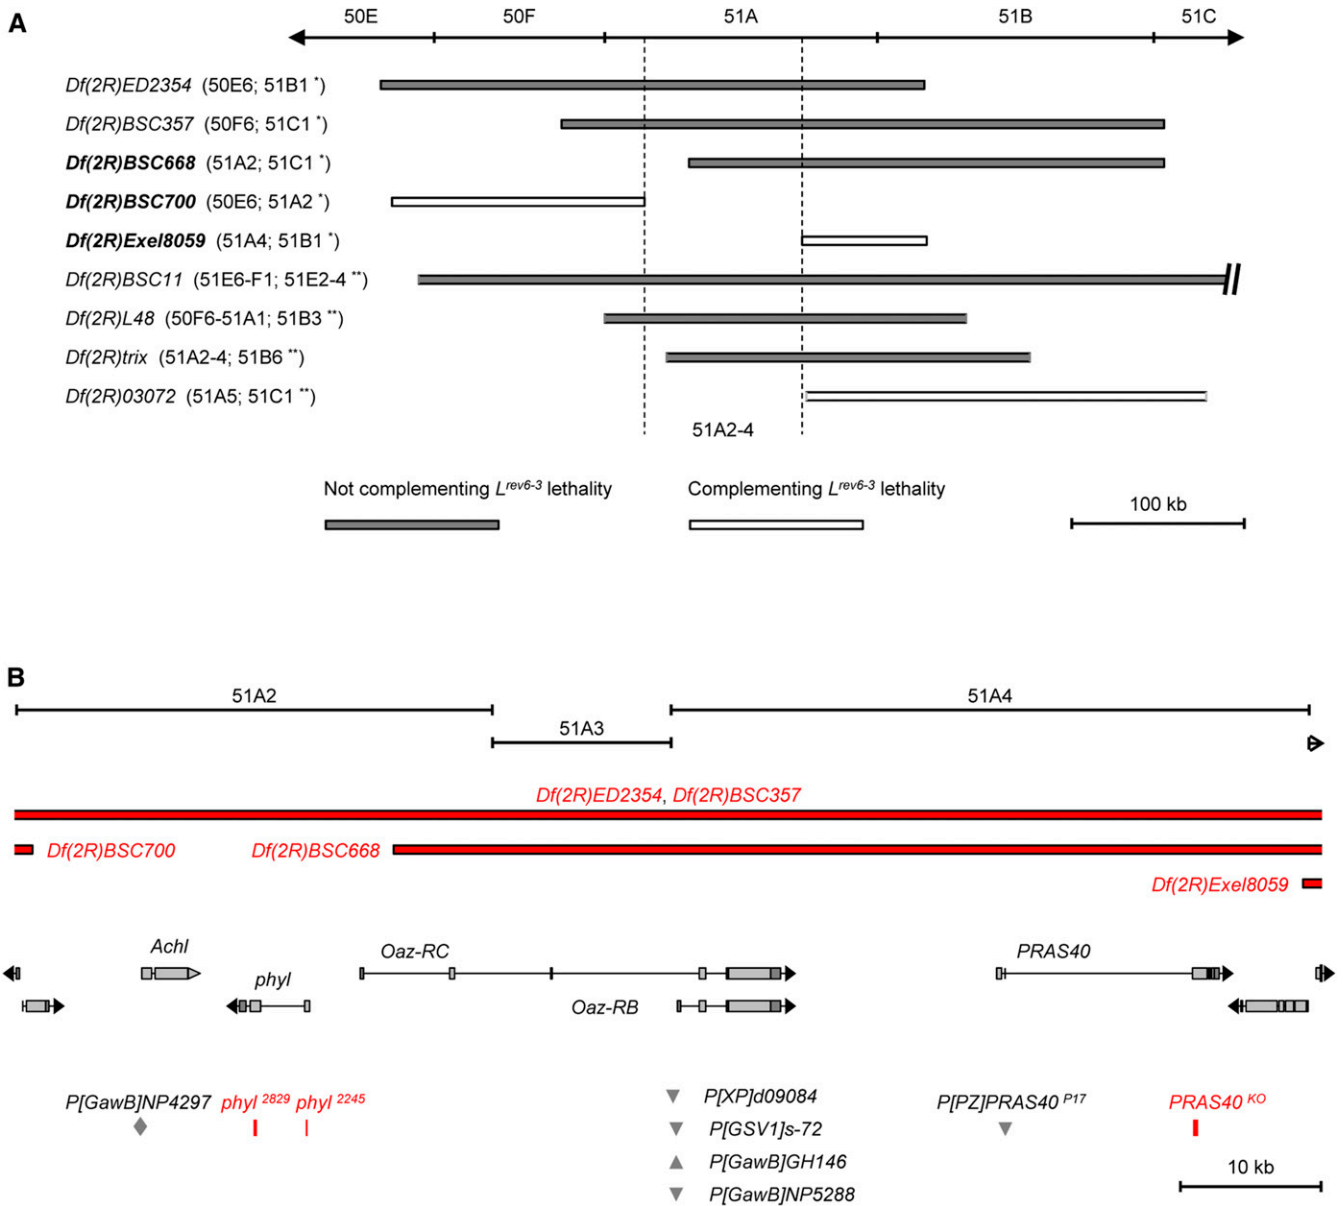 A
50E 50F 51A 51B 51C
Df(2R)ED2354 (50E6; 51B1 *)
Df(2R)BSC357 (50F6; 51C1 *)
Df(2R)BSC668 (51A2; 51C1 *)
Df(2R)BSC700 (50E6; 51A2 *)
Df(2R)Exel8059 (51A4; 51B1 *)
Df(2R)BSC11 (51E6-F1; 51E2-4 **)
Df(2R)L48 (50F6-51A1; 51B3 **)
Df(2R)trix (51A2-4; 51B6 **)
Df(2R)03072 (51A5; 51C1 **)
51A2-4
Not complementing L^rev6-3 lethality
Complementing L^rev6-3 lethality
100 kb
B
51A2 51A4
51A3
Df(2R)ED2354, Df(2R)BSC357
Df(2R)BSC700 Df(2R)BSC668
Df(2R)Exel8059
Achl Oaz-RC PRAS40
phyl
Oaz-RB
P[GawB]NP4297 phyl^2829 phyl^2245
P[XP]d09084
P[PZ]PRAS40^P17 PRAS40^KO
P[GSV1]s-72
P[GawB]GH146
P[GawB]NP5288
10 kb